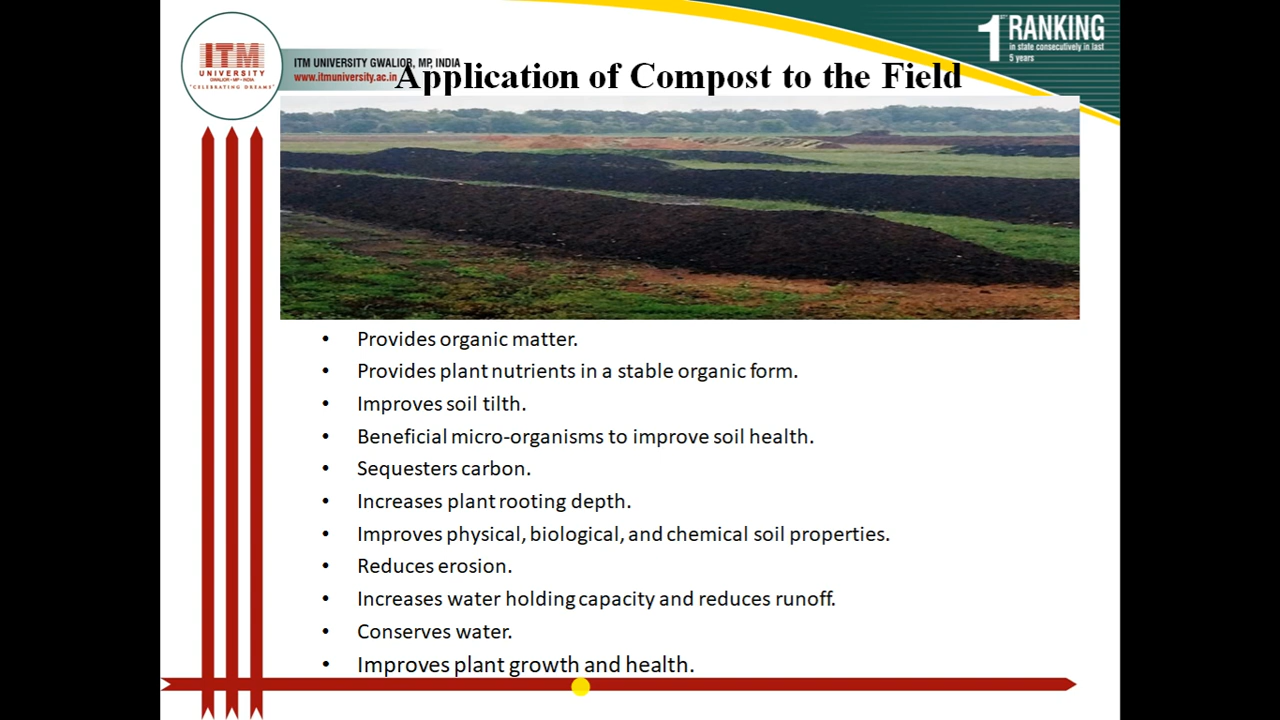 ITM
UNIVERSITY
GWALIOR • MP • INDIA
"CELEBRATING DREAMS"
ITM UNIVERSITY GWALIOR, MP, INDIA
www.itmuniversity.ac.in
1ST RANKING
in state consecutively in last
5 years
Application of Compost to the Field
• Provides organic matter.
• Provides plant nutrients in a stable organic form.
• Improves soil tilth.
• Beneficial micro-organisms to improve soil health.
• Sequesters carbon.
• Increases plant rooting depth.
• Improves physical, biological, and chemical soil properties.
• Reduces erosion.
• Increases water holding capacity and reduces runoff.
• Conserves water.
• Improves plant growth and health.